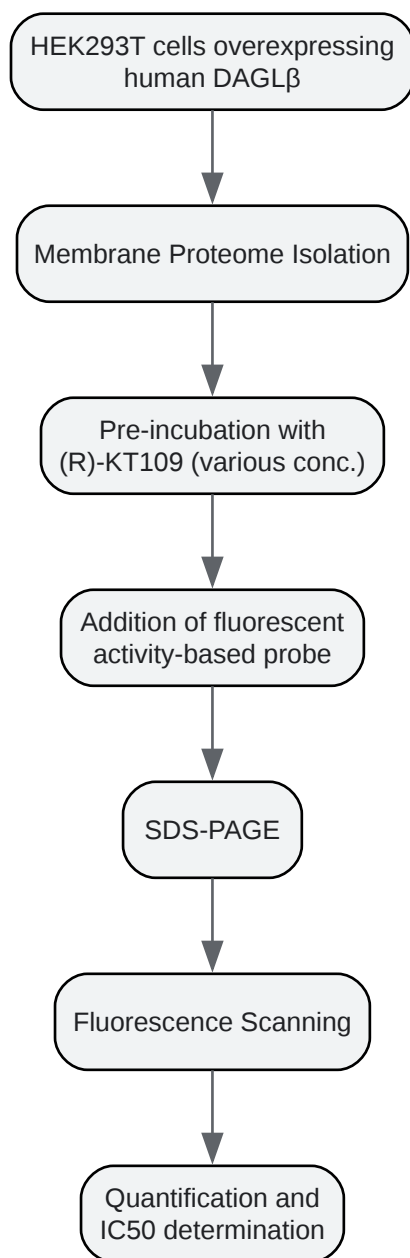 HEK293T cells overexpressing
human DAGLβ
Membrane Proteome Isolation
Pre-incubation with
(R)-KT109 (various conc.)
Addition of fluorescent
activity-based probe
SDS-PAGE
Fluorescence Scanning
Quantification and
IC50 determination